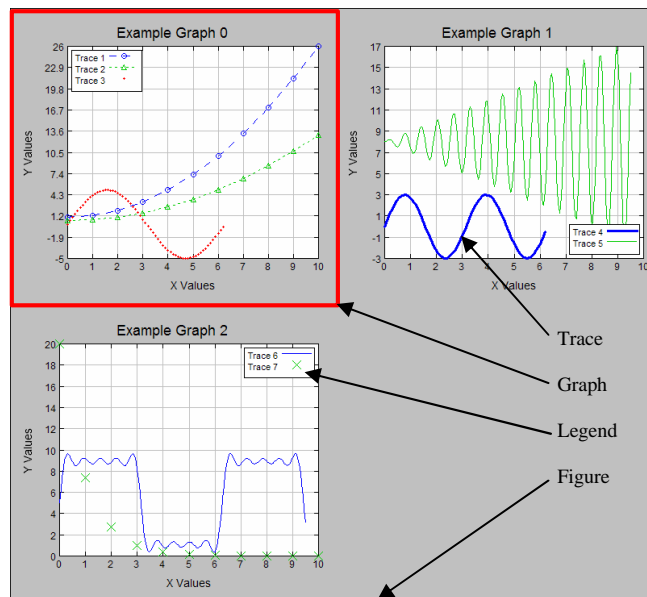 Example Graph 0
26
22.9
19.8
16.7
13.6
10.5
7.4
4.3
1.2
-1.9
-5
Y Values
Trace 1
Trace 2
Trace 3
0 1 2 3 4 5 6 7 8 9 10
X Values
Example Graph 1
17
15
13
11
9
7
5
3
1
-1
-3
Y Values
Trace 4
Trace 5
0 1 2 3 4 5 6 7 8 9 10
X Values
Example Graph 2
20
18
16
14
12
10
8
6
4
2
0
Y Values
Trace 6
Trace 7
0 1 2 3 4 5 6 7 8 9 10
X Values
Trace
Graph
Legend
Figure